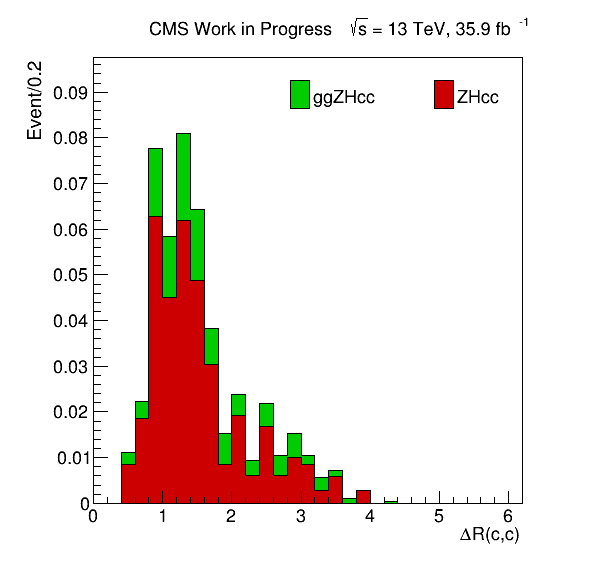 CMS Work in Progress √s = 13 TeV, 35.9 fb -1
Event/0.2
ggZHcc ZHcc
0.09
0.08
0.07
0.06
0.05
0.04
0.03
0.02
0.01
0
0 1 2 3 4 5 6
ΔR(c,c)